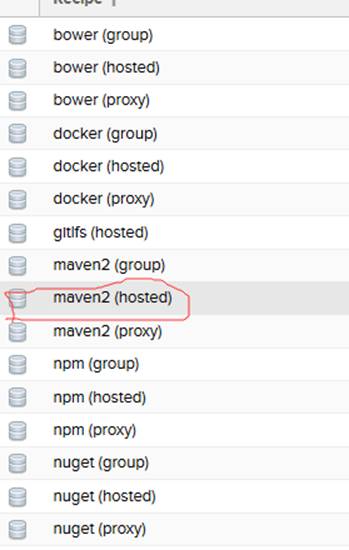 Recipe ↑
bower (group)
bower (hosted)
bower (proxy)
docker (group)
docker (hosted)
docker (proxy)
gitlfs (hosted)
maven2 (group)
maven2 (hosted)
maven2 (proxy)
npm (group)
npm (hosted)
npm (proxy)
nuget (group)
nuget (hosted)
nuget (proxy)